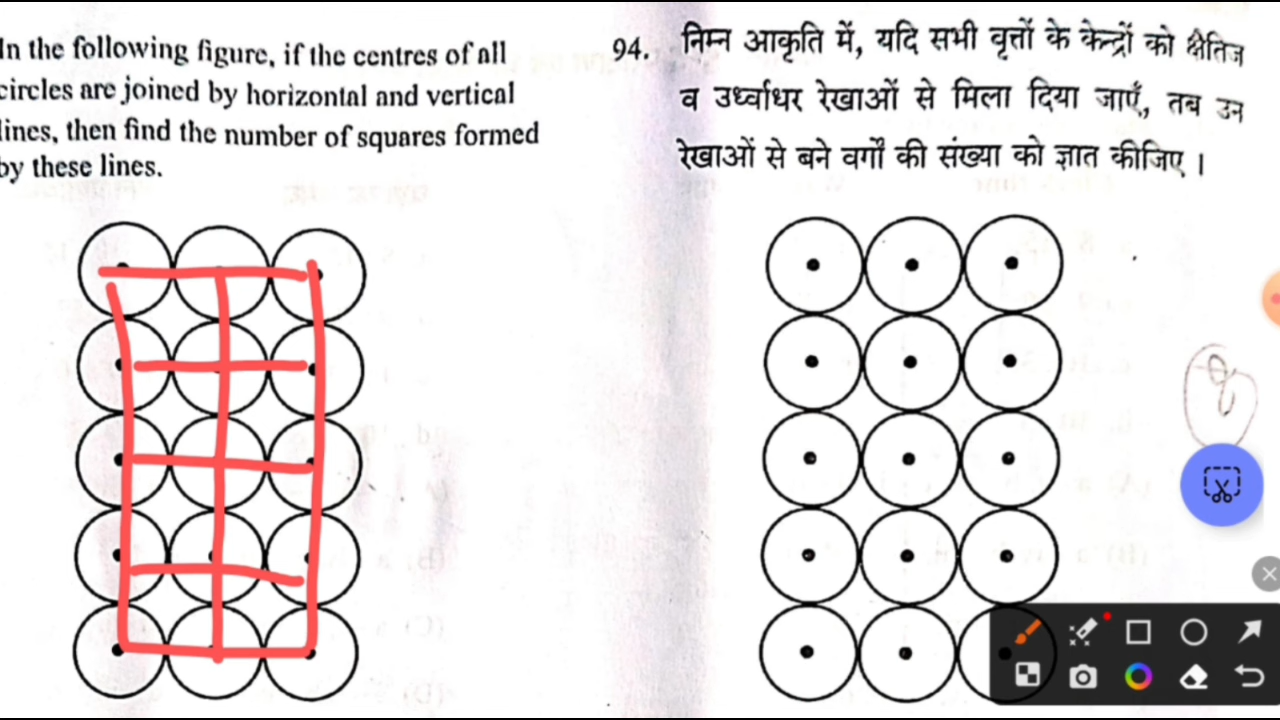 In the following figure, if the centres of all
circles are joined by horizontal and vertical
lines, then find the number of squares formed
by these lines.
94. निम्न आकृति में, यदि सभी वृत्तों के केन्द्रों को क्षैतिज
व उर्ध्वाधर रेखाओं से मिला दिया जाएँ, तब उन
रेखाओं से बने वर्गों की संख्या को ज्ञात कीजिए ।